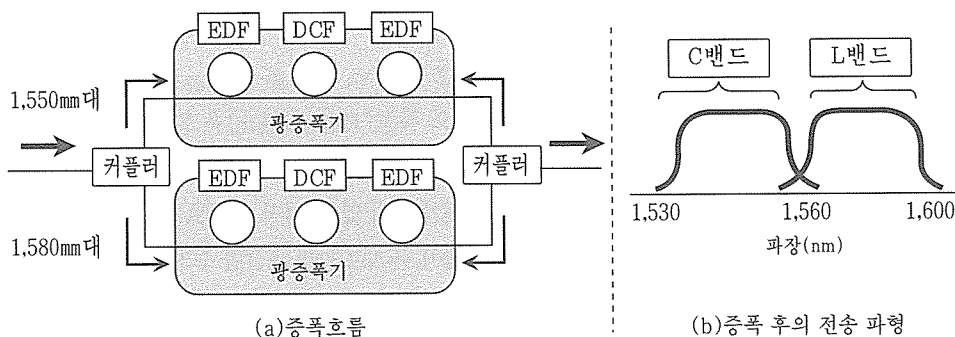 EDF DCF EDF
1,550mm대
광증폭기
커플러
커플러
EDF DCF EDF
1,580mm대
광증폭기
(a)증폭흐름
C밴드 L밴드
1,530 1,560 1,600
파장(nm)
(b)증폭 후의 전송 파형